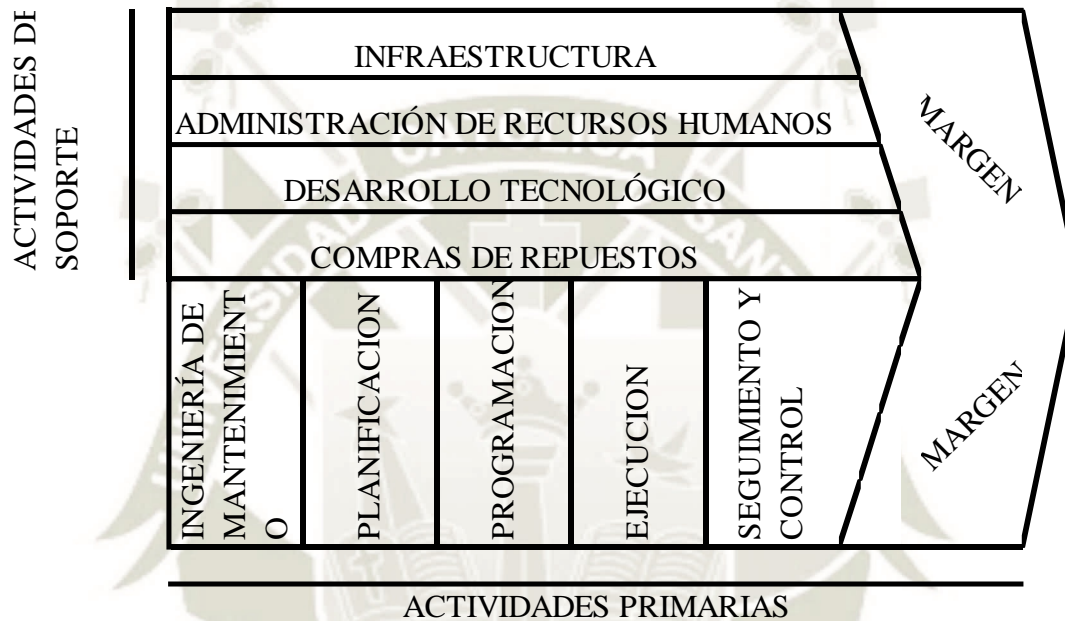 ACTIVIDADES DE
SOPORTE
INFRAESTRUCTURA
ADMINISTRACIÓN DE RECURSOS HUMANOS
DESARROLLO TECNOLÓGICO
COMPRAS DE REPUESTOS
MARGEN
INGENIERÍA DE
MANTENIMIENT
O
PLANIFICACION
PROGRAMACION
EJECUCION
SEGUIMIENTO Y
CONTROL
MARGEN
ACTIVIDADES PRIMARIAS